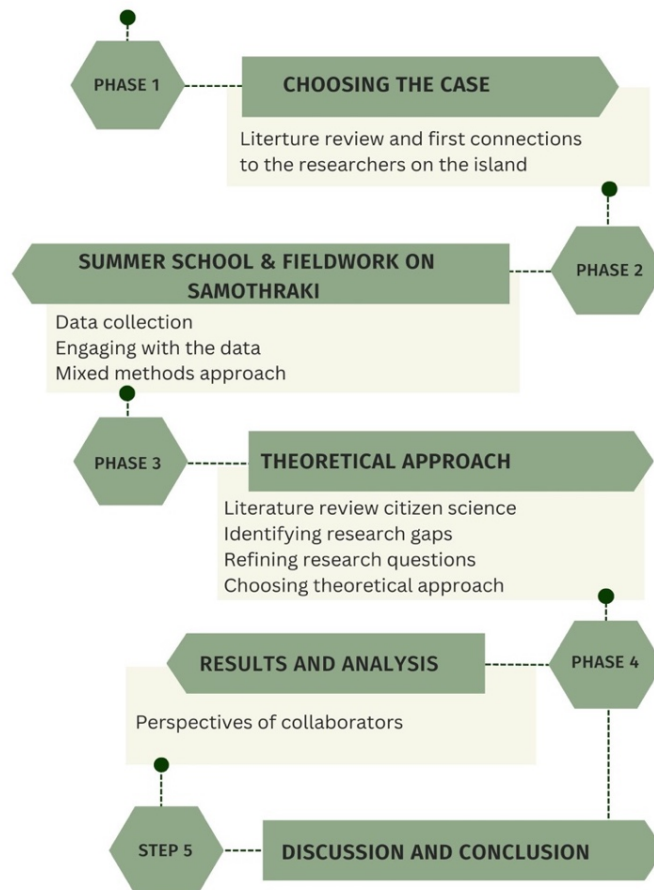 PHASE 1
CHOOSING THE CASE
Literture review and first connections
to the researchers on the island
PHASE 2
SUMMER SCHOOL & FIELDWORK ON
SAMOTHRAKI
Data collection
Engaging with the data
Mixed methods approach
PHASE 3
THEORETICAL APPROACH
Literature review citizen science
Identifying research gaps
Refining research questions
Choosing theoretical approach
PHASE 4
RESULTS AND ANALYSIS
Perspectives of collaborators
STEP 5
DISCUSSION AND CONCLUSION